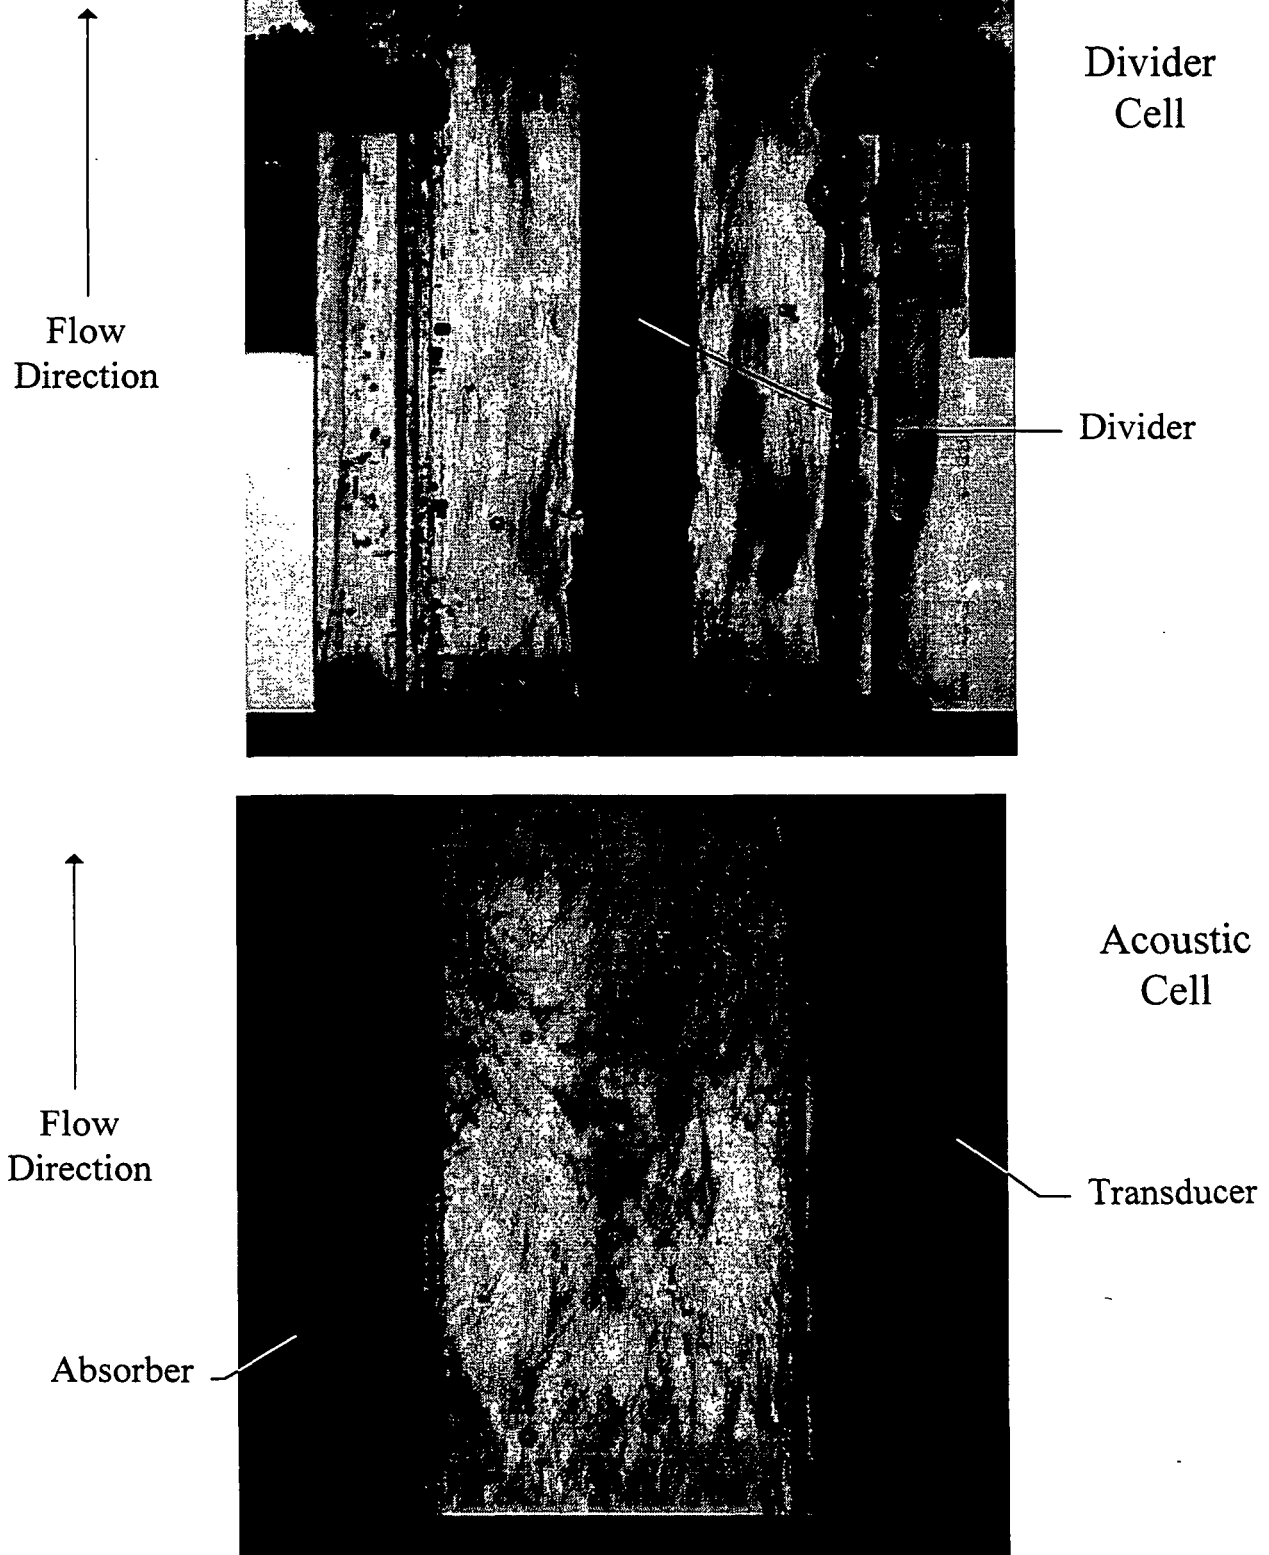 Divider
Cell
Flow
Direction
Divider
Acoustic
Cell
Flow
Direction
Transducer
Absorber